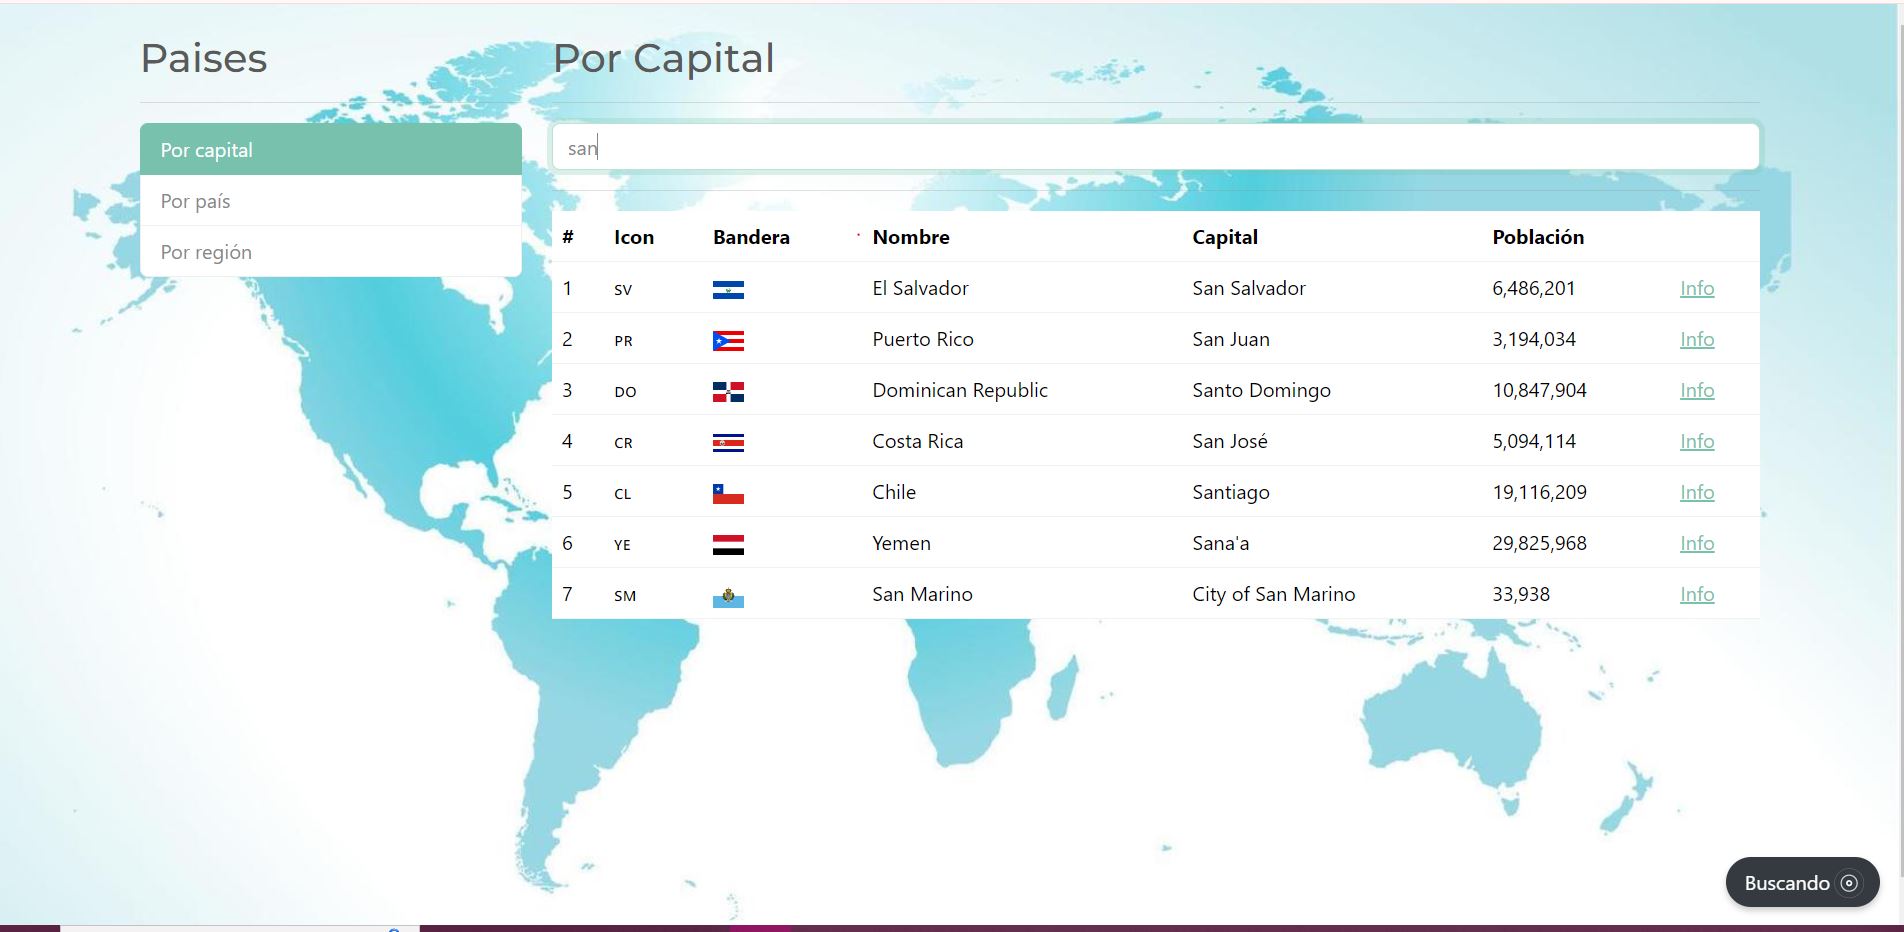 Paises
Por Capital
Por capital
Por país
Por región
san
# Icon Bandera Nombre Capital Población
1 SV El Salvador San Salvador 6,486,201 Info
2 PR Puerto Rico San Juan 3,194,034 Info
3 DO Dominican Republic Santo Domingo 10,847,904 Info
4 CR Costa Rica San José 5,094,114 Info
5 CL Chile Santiago 19,116,209 Info
6 YE Yemen Sana'a 29,825,968 Info
7 SM San Marino City of San Marino 33,938 Info
Buscando